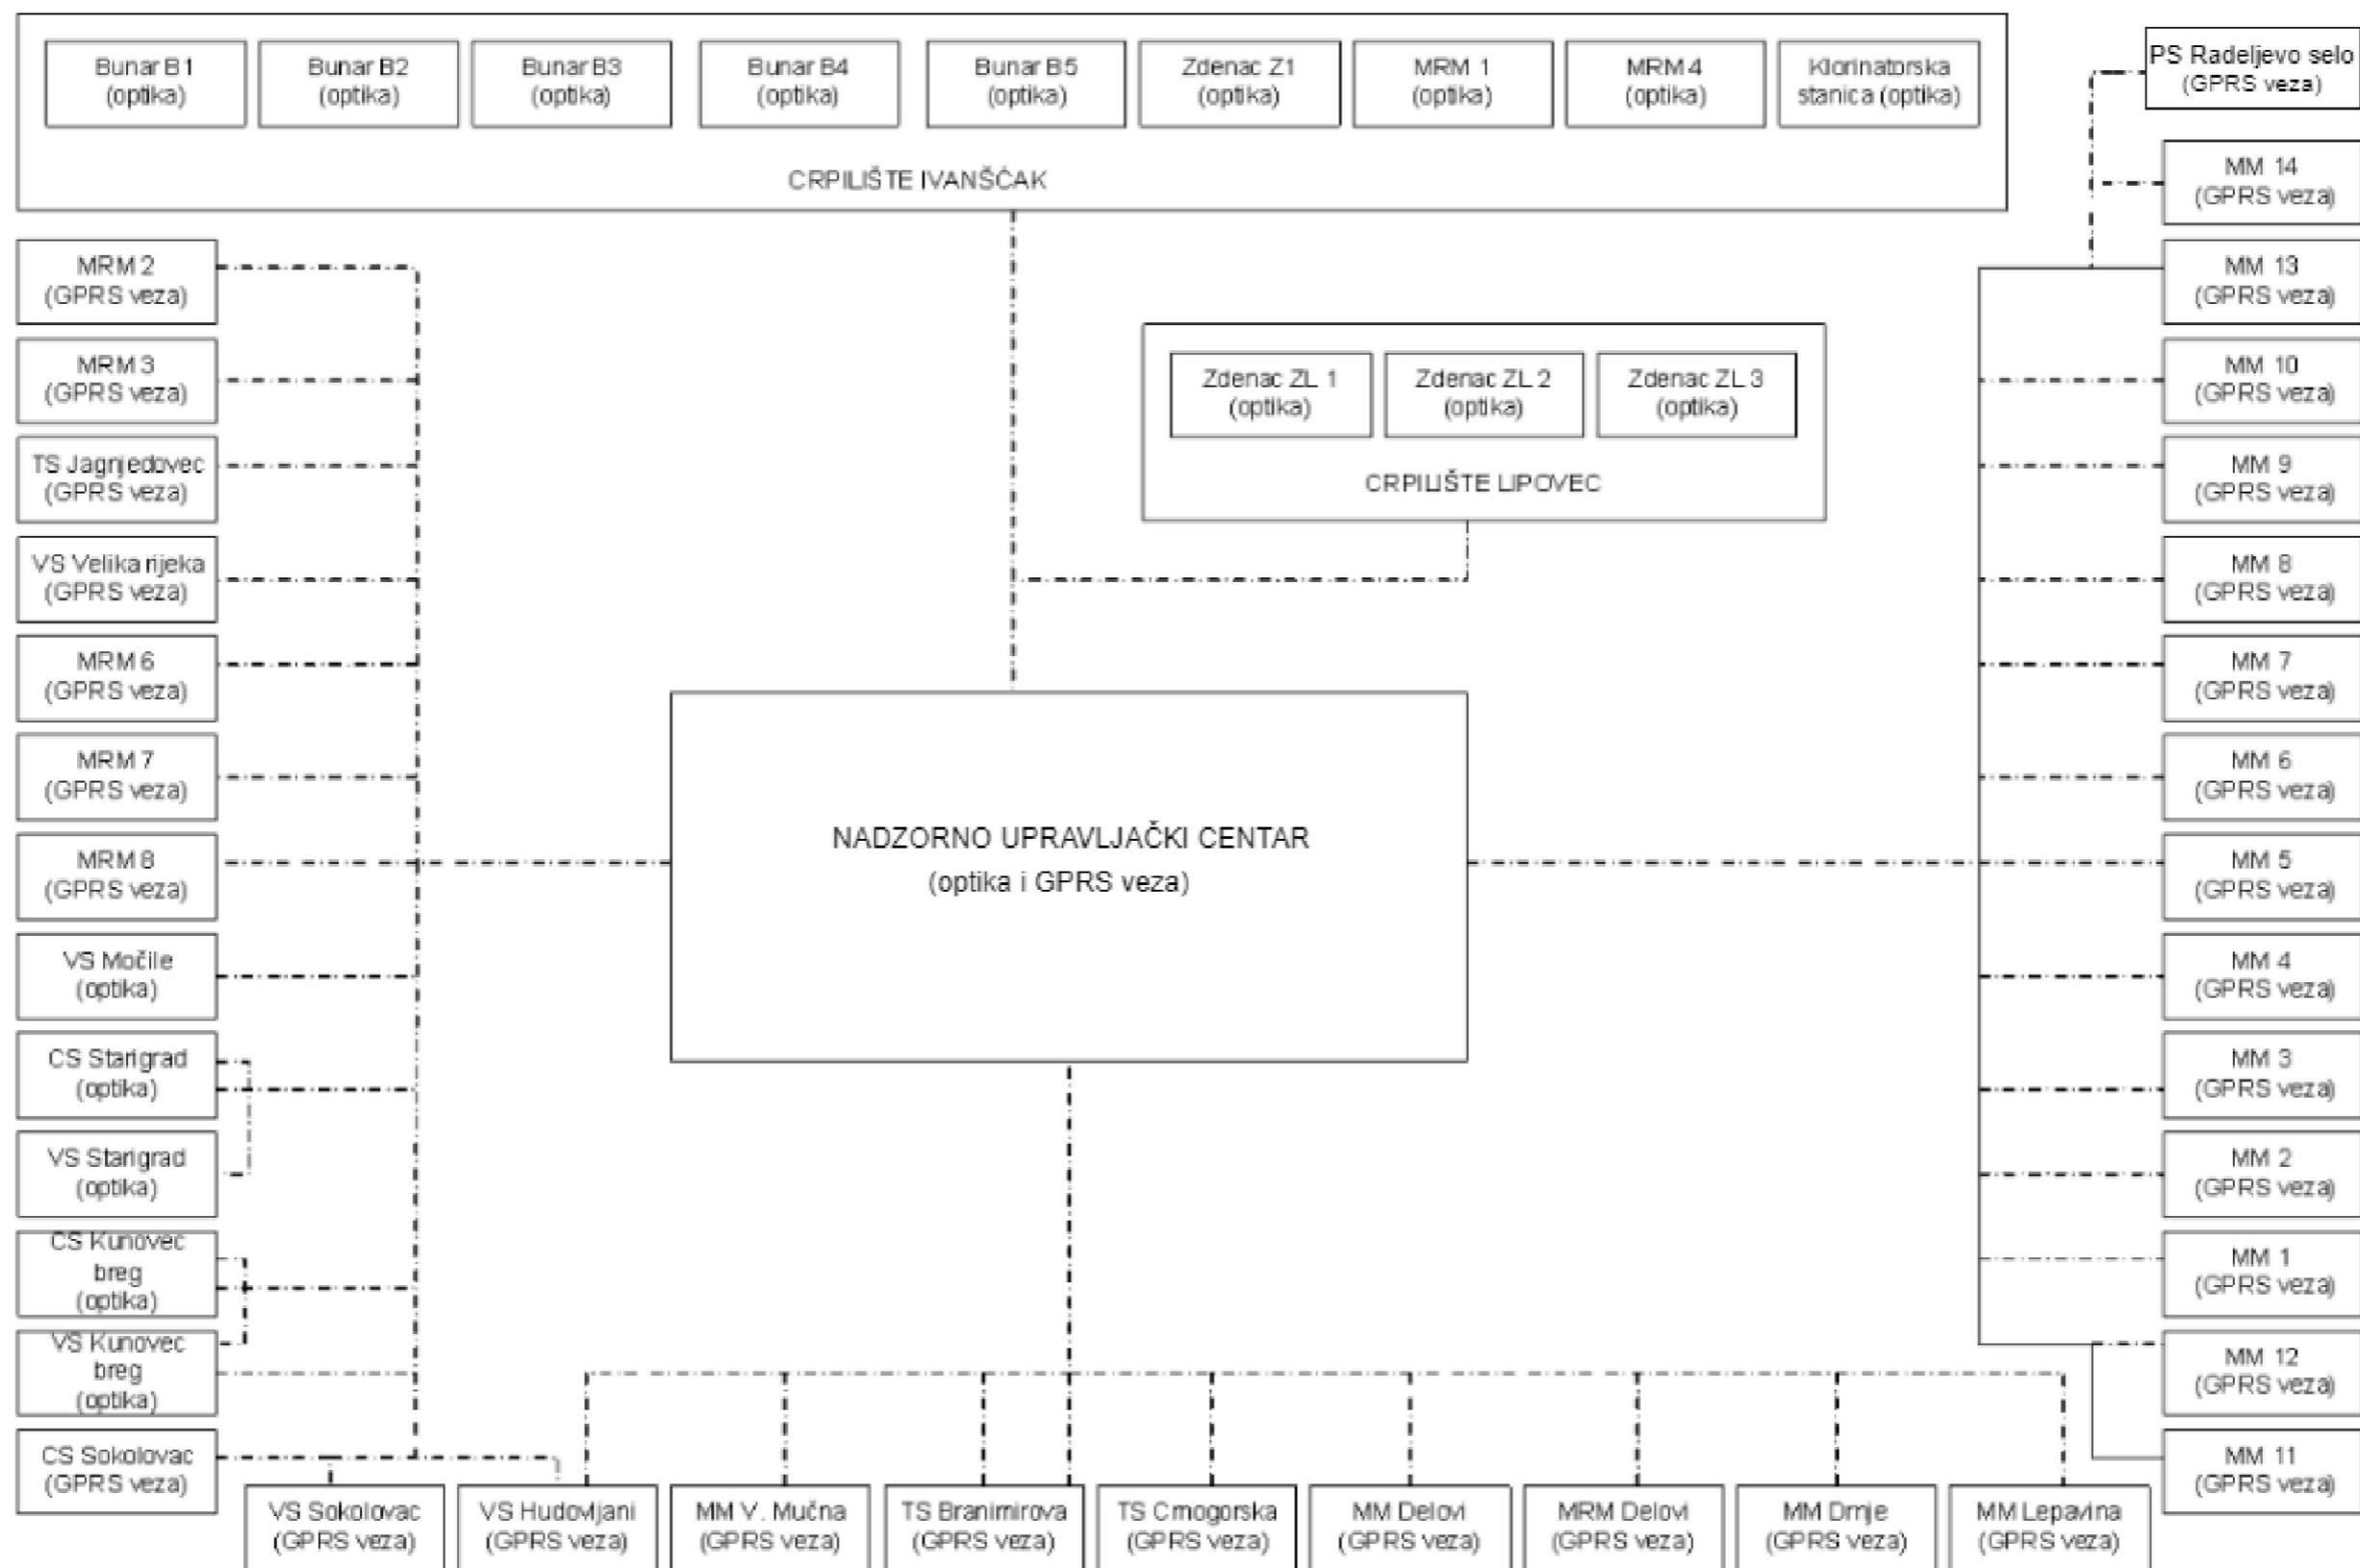 Bunar B1
(optika)
Bunar B2
(optika)
Bunar B3
(optika)
Bunar B4
(optika)
Bunar B5
(optika)
Zdenac Z1
(optika)
MRM 1
(optika)
MRM 4
(optika)
Klorinatorska
stanica (optika)
CRPILIŠTE IVANŠĆAK
PS Radeljevo selo
(GPRS veza)
MM 14
(GPRS veza)
MRM 2
(GPRS veza)
MRM 3
(GPRS veza)
TS Jagnjedovec
(GPRS veza)
VS Velika rijeka
(GPRS veza)
MRM 6
(GPRS veza)
MRM 7
(GPRS veza)
MRM 8
(GPRS veza)
VS Močile
(optika)
CS Starigrad
(optika)
VS Starigrad
(optika)
CS Kunovec
breg
(optika)
VS Kunovec
breg
(optika)
CS Sokolovac
(GPRS veza)
Zdenac ZL 1
(optika)
Zdenac ZL 2
(optika)
Zdenac ZL 3
(optika)
CRPILIŠTE LIPOVEC
NADZORNO UPRAVLJAČKI CENTAR
(optika i GPRS veza)
MM 13
(GPRS veza)
MM 10
(GPRS veza)
MM 9
(GPRS veza)
MM 8
(GPRS veza)
MM 7
(GPRS veza)
MM 6
(GPRS veza)
MM 5
(GPRS veza)
MM 4
(GPRS veza)
MM 3
(GPRS veza)
MM 2
(GPRS veza)
MM 1
(GPRS veza)
MM 12
(GPRS veza)
MM 11
(GPRS veza)
VS Sokolovac
(GPRS veza)
VS Hudovljani
(GPRS veza)
MM V. Mučna
(GPRS veza)
TS Branimirova
(GPRS veza)
TS Crnogorska
(GPRS veza)
MM Delovi
(GPRS veza)
MRM Delovi
(GPRS veza)
MM Drnje
(GPRS veza)
MM Lepavina
(GPRS veza)